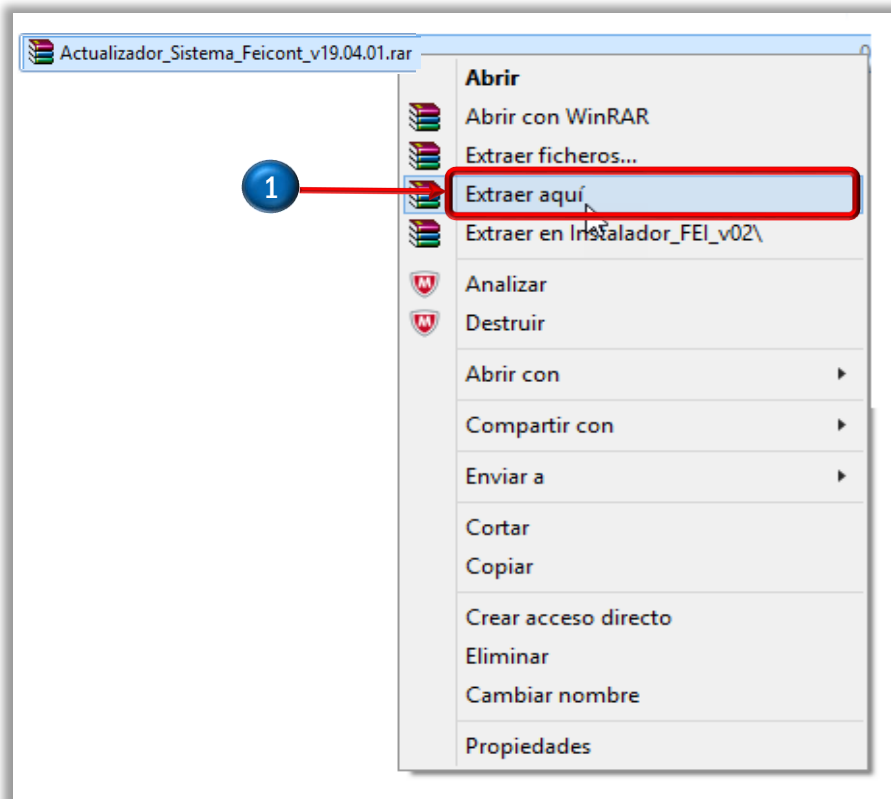 Actualizador_Sistema_Feicont_v19.04.01.rar
Abrir
Abrir con WinRAR
Extraer ficheros...
1
Extraer aquí
Extraer en Instalador_FEI_v02\
Analizar
Destruir
Abrir con
Compartir con
Enviar a
Cortar
Copiar
Crear acceso directo
Eliminar
Cambiar nombre
Propiedades